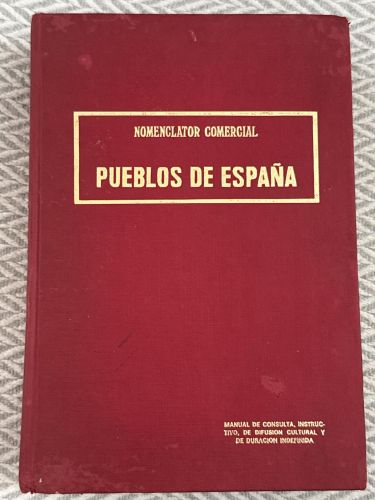 NOMENCLATOR COMERCIAL
PUEBLOS DE ESPAÑA
MANUAL DE CONSULTA, INSTRUC-
TIVO, DE DIFUSION CULTURAL Y
DE DURACION INDEFINIDA